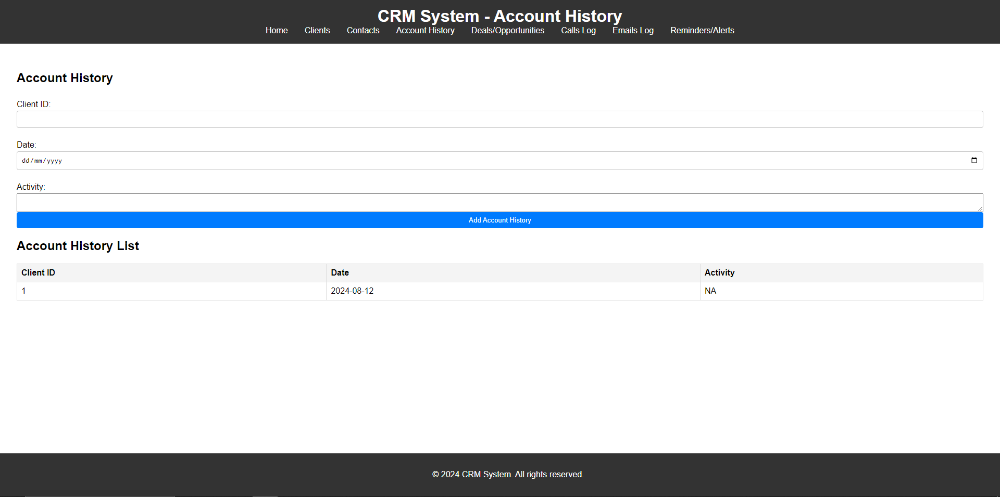 CRM System - Account History
Home Clients Contacts Account History Deals/Opportunities Calls Log Emails Log Reminders/Alerts
Account History
Client ID:
Date:
dd/mm/yyyy
Activity:
Add Account History
Account History List
Client ID Date Activity
1 2024-08-12 NA
© 2024 CRM System. All rights reserved.